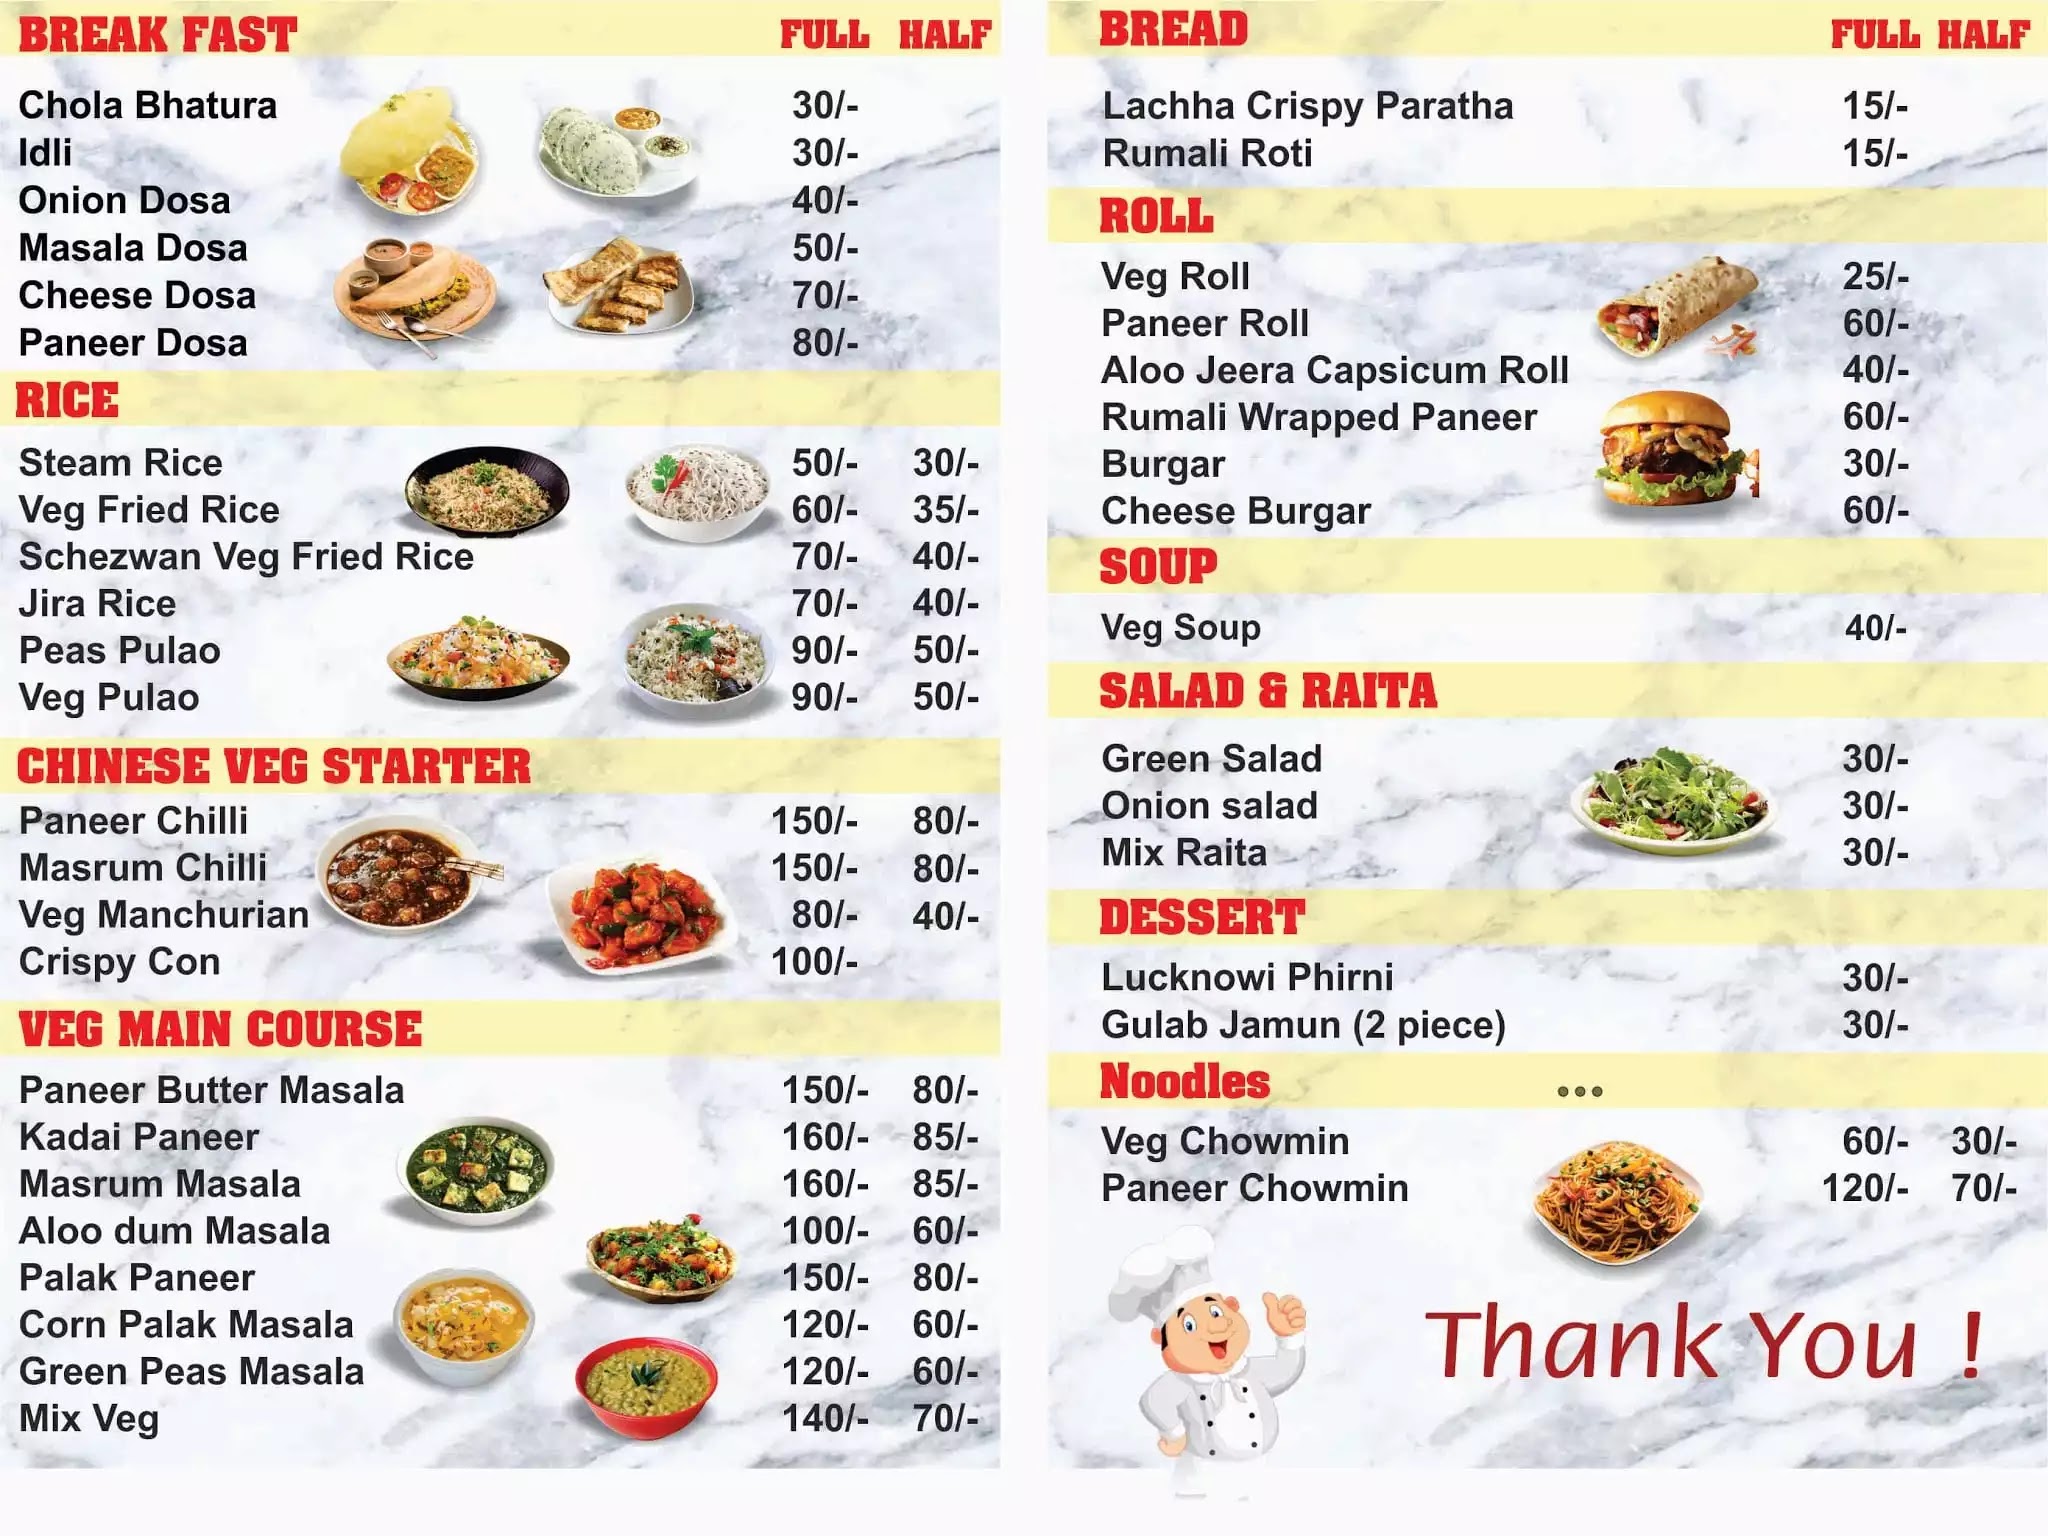 BREAK FAST FULL HALF
Chola Bhatura 30/-
Idli 30/-
Onion Dosa 40/-
Masala Dosa 50/-
Cheese Dosa 70/-
Paneer Dosa 80/-
RICE
Steam Rice 50/- 30/-
Veg Fried Rice 60/- 35/-
Schezwan Veg Fried Rice 70/- 40/-
Jira Rice 70/- 40/-
Peas Pulao 90/- 50/-
Veg Pulao 90/- 50/-
CHINESE VEG STARTER
Paneer Chilli 150/- 80/-
Masrum Chilli 150/- 80/-
Veg Manchurian 80/- 40/-
Crispy Con 100/-
VEG MAIN COURSE
Paneer Butter Masala 150/- 80/-
Kadai Paneer 160/- 85/-
Masrum Masala 160/- 85/-
Aloo dum Masala 100/- 60/-
Palak Paneer 150/- 80/-
Corn Palak Masala 120/- 60/-
Green Peas Masala 120/- 60/-
Mix Veg 140/- 70/-
BREAD FULL HALF
Lachha Crispy Paratha 15/-
Rumali Roti 15/-
ROLL
Veg Roll 25/-
Paneer Roll 60/-
Aloo Jeera Capsicum Roll 40/-
Rumali Wrapped Paneer 60/-
Burgar 30/-
Cheese Burgar 60/-
SOUP
Veg Soup 40/-
SALAD & RAITA
Green Salad 30/-
Onion salad 30/-
Mix Raita 30/-
DESSERT
Lucknowi Phirni 30/-
Gulab Jamun (2 piece) 30/-
Noodles ...
Veg Chowmin 60/- 30/-
Paneer Chowmin 120/- 70/-
Thank You !